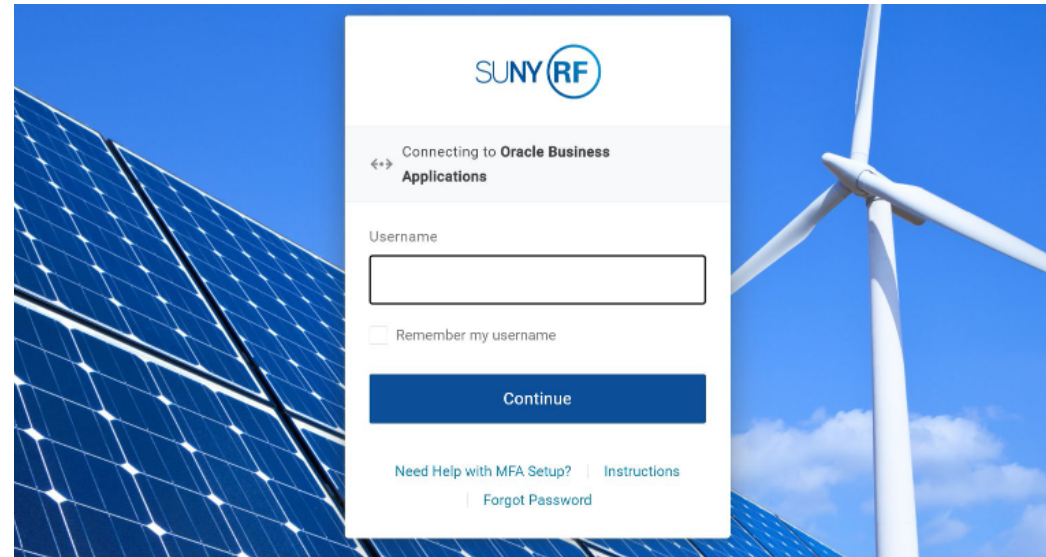 SUNY RF
Connecting to Oracle Business
Applications
Username
Remember my username
Continue
Need Help with MFA Setup? Instructions
Forgot Password